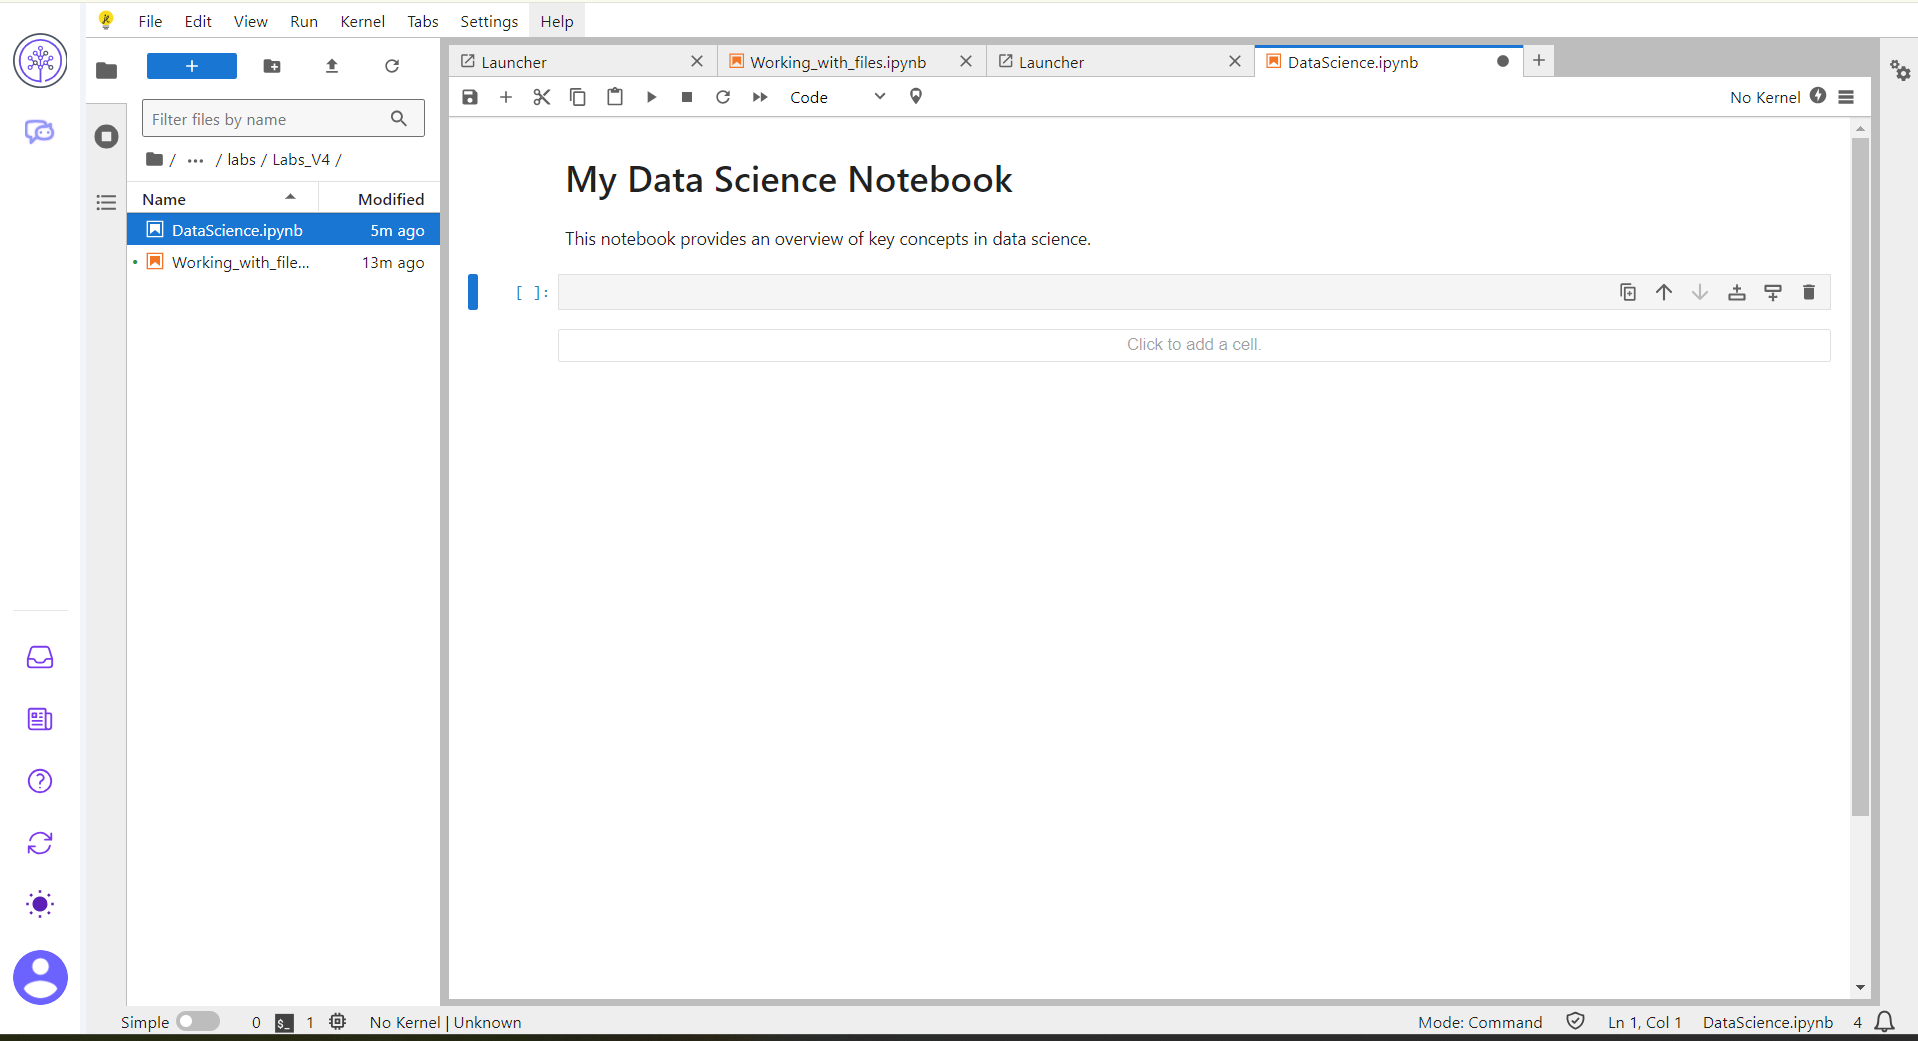 File Edit View Run Kernel Tabs Settings Help
+
Filter files by name
/ ··· / labs / Labs_V4 /
Name Modified
DataScience.ipynb 5m ago
Working_with_file... 13m ago
Launcher Working_with_files.ipynb Launcher DataScience.ipynb
Code No Kernel
My Data Science Notebook
This notebook provides an overview of key concepts in data science.
[ ]:
Click to add a cell.
Simple 0 $_ 1 No Kernel | Unknown Mode: Command Ln 1, Col 1 DataScience.ipynb 4